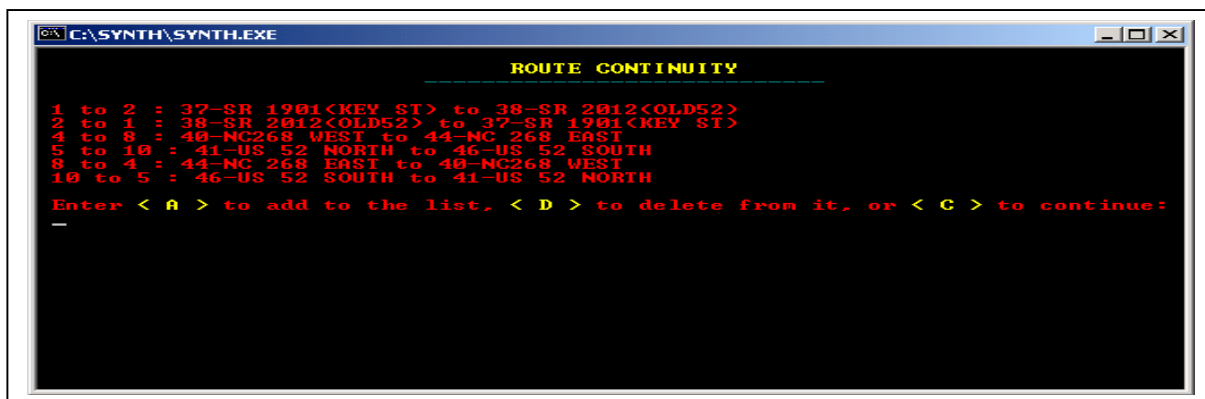 C:\SYNTH\SYNTH.EXE
ROUTE CONTINUITY
1 to 2 : 37-SR 1901(KEY ST) to 38-SR 2012(OLD52)
2 to 1 : 38-SR 2012(OLD52) to 37-SR 1901(KEY ST)
4 to 8 : 40-NC268 WEST to 44-NC 268 EAST
5 to 10 : 41-US 52 NORTH to 46-US 52 SOUTH
8 to 4 : 44-NC 268 EAST to 40-NC268 WEST
10 to 5 : 46-US 52 SOUTH to 41-US 52 NORTH
Enter < A > to add to the list, < D > to delete from it, or < C > to continue: